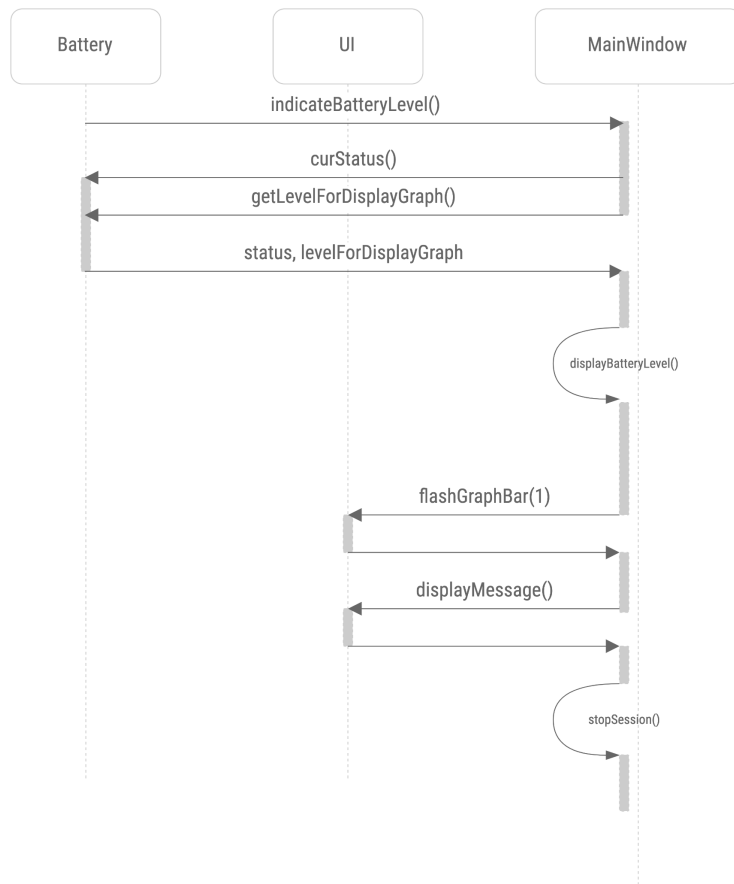 Battery
UI
MainWindow
indicateBatteryLevel()
curStatus()
getLevelForDisplayGraph()
status, levelForDisplayGraph
displayBatteryLevel()
flashGraphBar(1)
displayMessage()
stopSession()